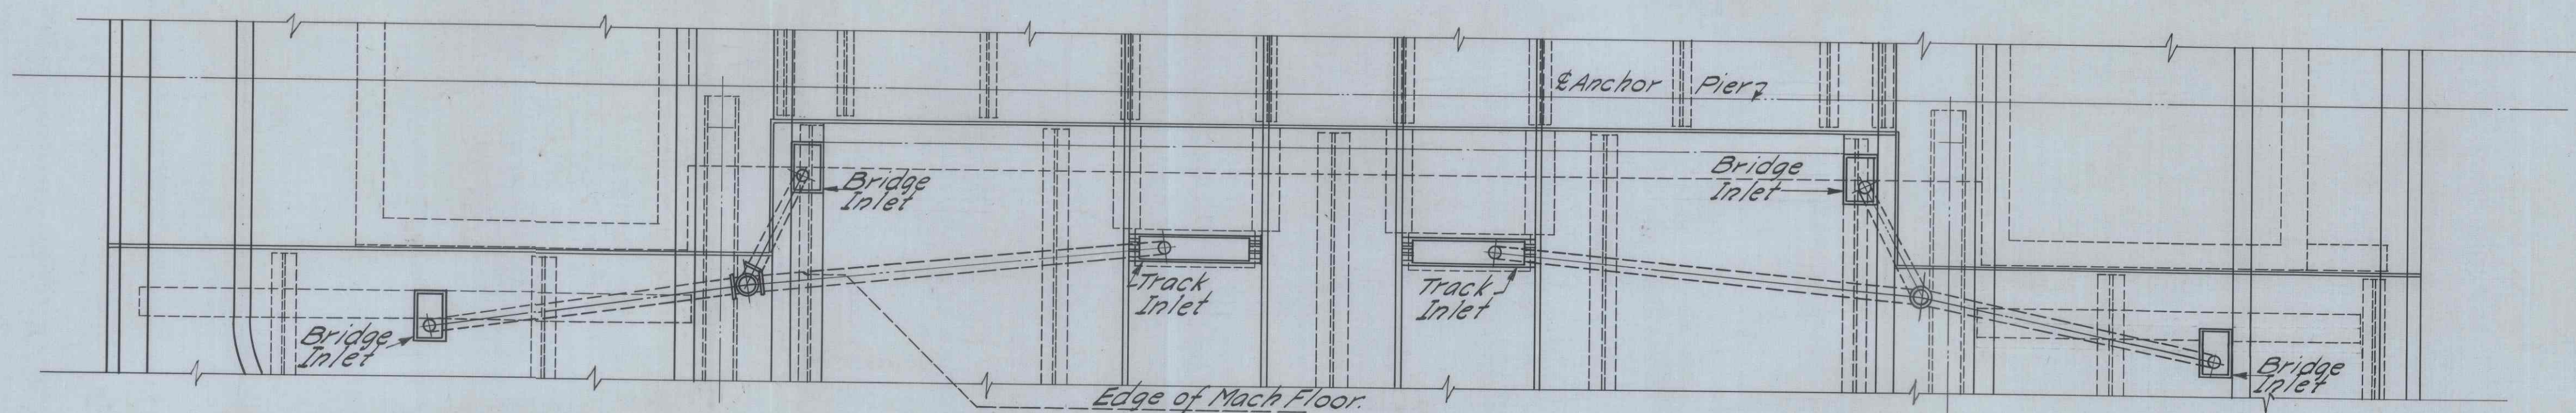 ℄ Anchor Pier
Bridge
Inlet
Bridge
Inlet
Track
Inlet
Track
Inlet
Bridge
Inlet
Bridge
Inlet
Edge of Mach Floor.